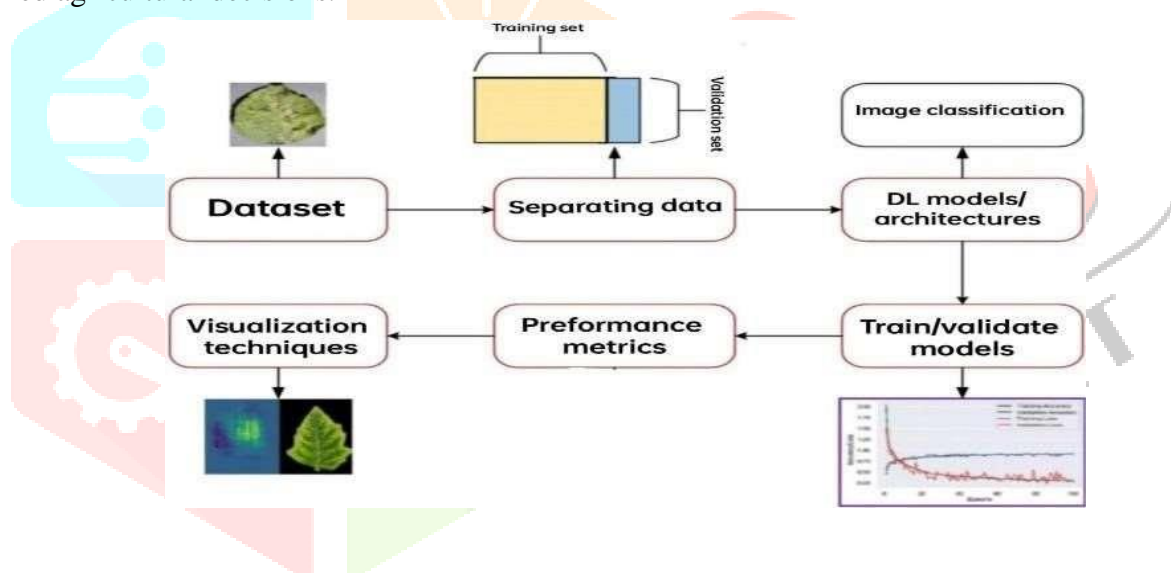 Training set
Validation set
Image classification
Dataset
Separating data
DL models/
architectures
Visualization
techniques
Preformance
metrics
Train/validate
models